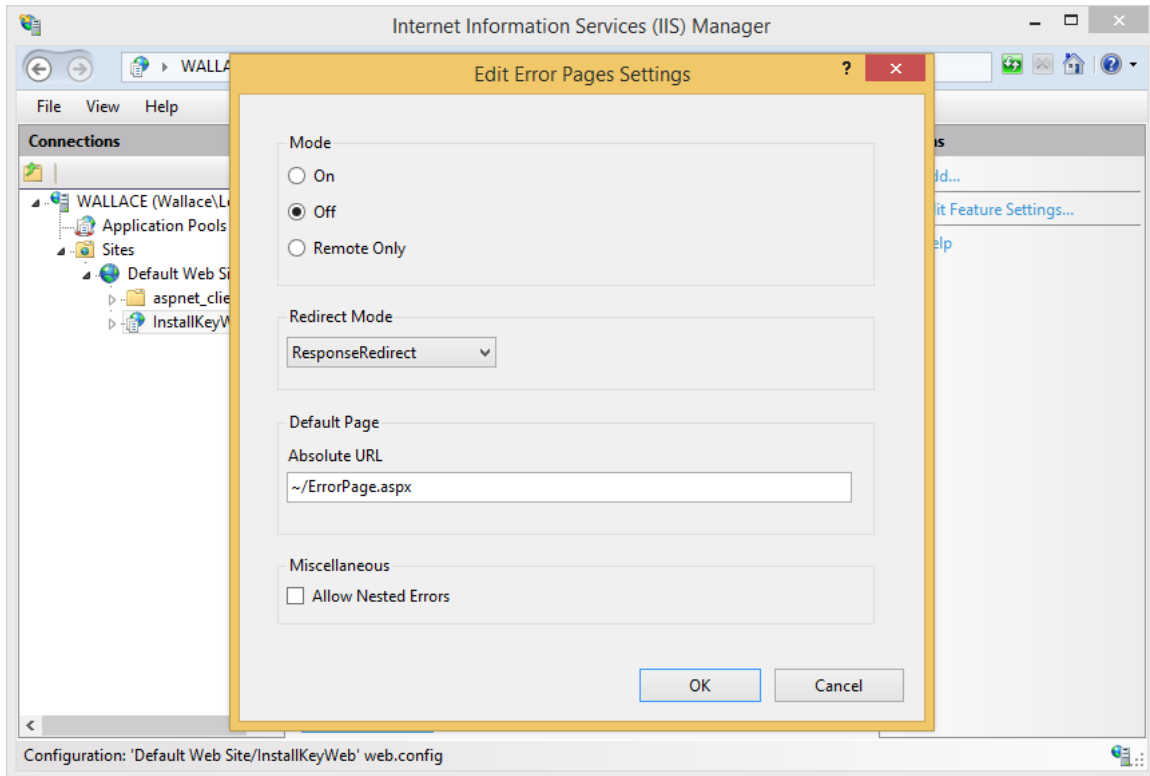 Internet Information Services (IIS) Manager
WALLA
Edit Error Pages Settings
?
File View Help
Connections
Mode
On
Off
Remote Only
Redirect Mode
ResponseRedirect
Default Page
Absolute URL
~/ErrorPage.aspx
Miscellaneous
Allow Nested Errors
OK Cancel
WALLACE (Wallace\L
Application Pools
Sites
Default Web Si
aspnet_clie
InstallKeyW
ns
dd...
it Feature Settings...
elp
Configuration: 'Default Web Site/InstallKeyWeb' web.config